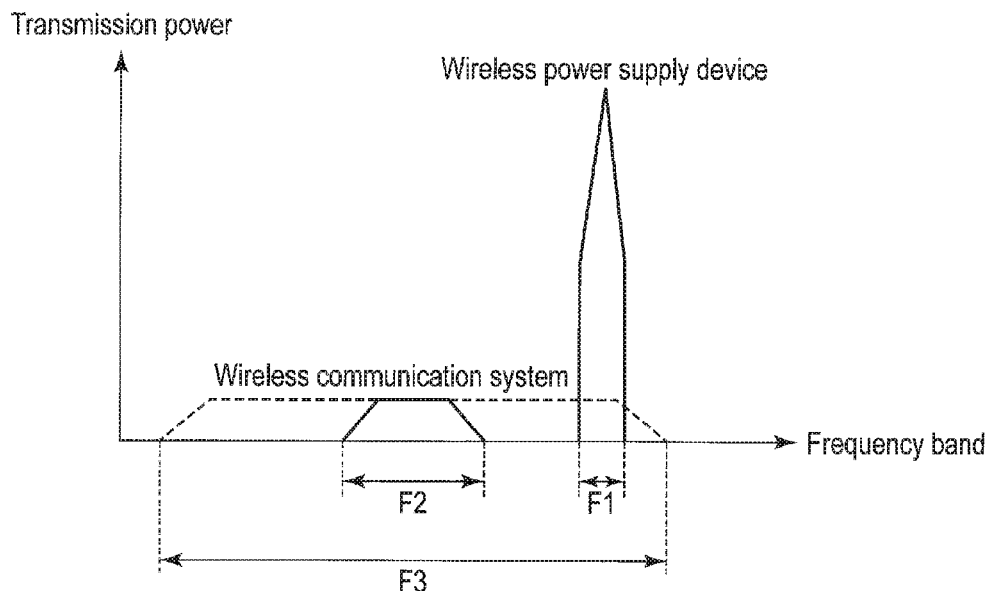 Transmission power
Wireless power supply device
Wireless communication system
Frequency band
F2
F1
F3